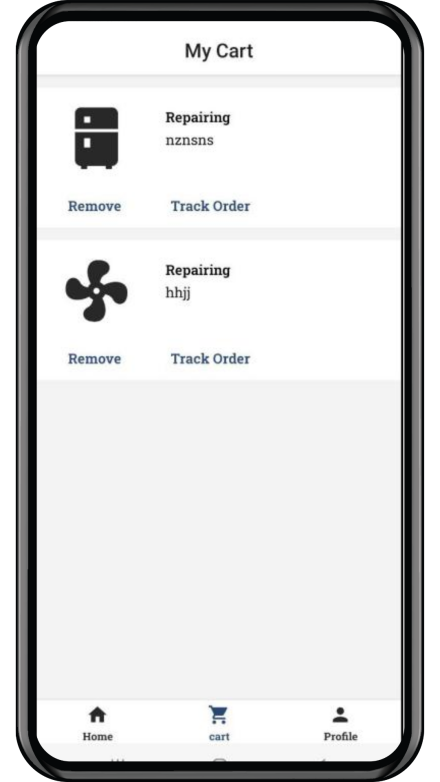 My Cart
Repairing
nznsns
Remove Track Order
Repairing
hhjj
Remove Track Order
Home cart Profile